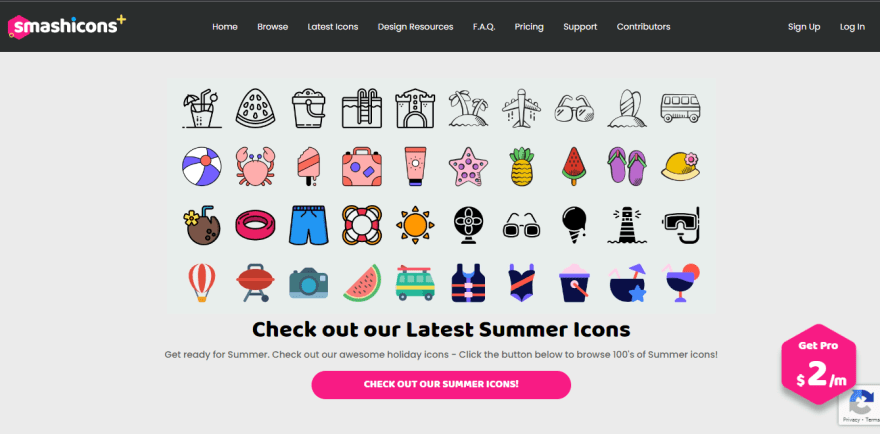 smashicons+
Home Browse Latest Icons Design Resources F.A.Q. Pricing Support Contributors Sign Up Log In
Check out our Latest Summer Icons
Get ready for Summer. Check out our awesome holiday icons - Click the button below to browse 100's of Summer icons!
CHECK OUT OUR SUMMER ICONS!
Get Pro
$2/m
Privacy - Terms